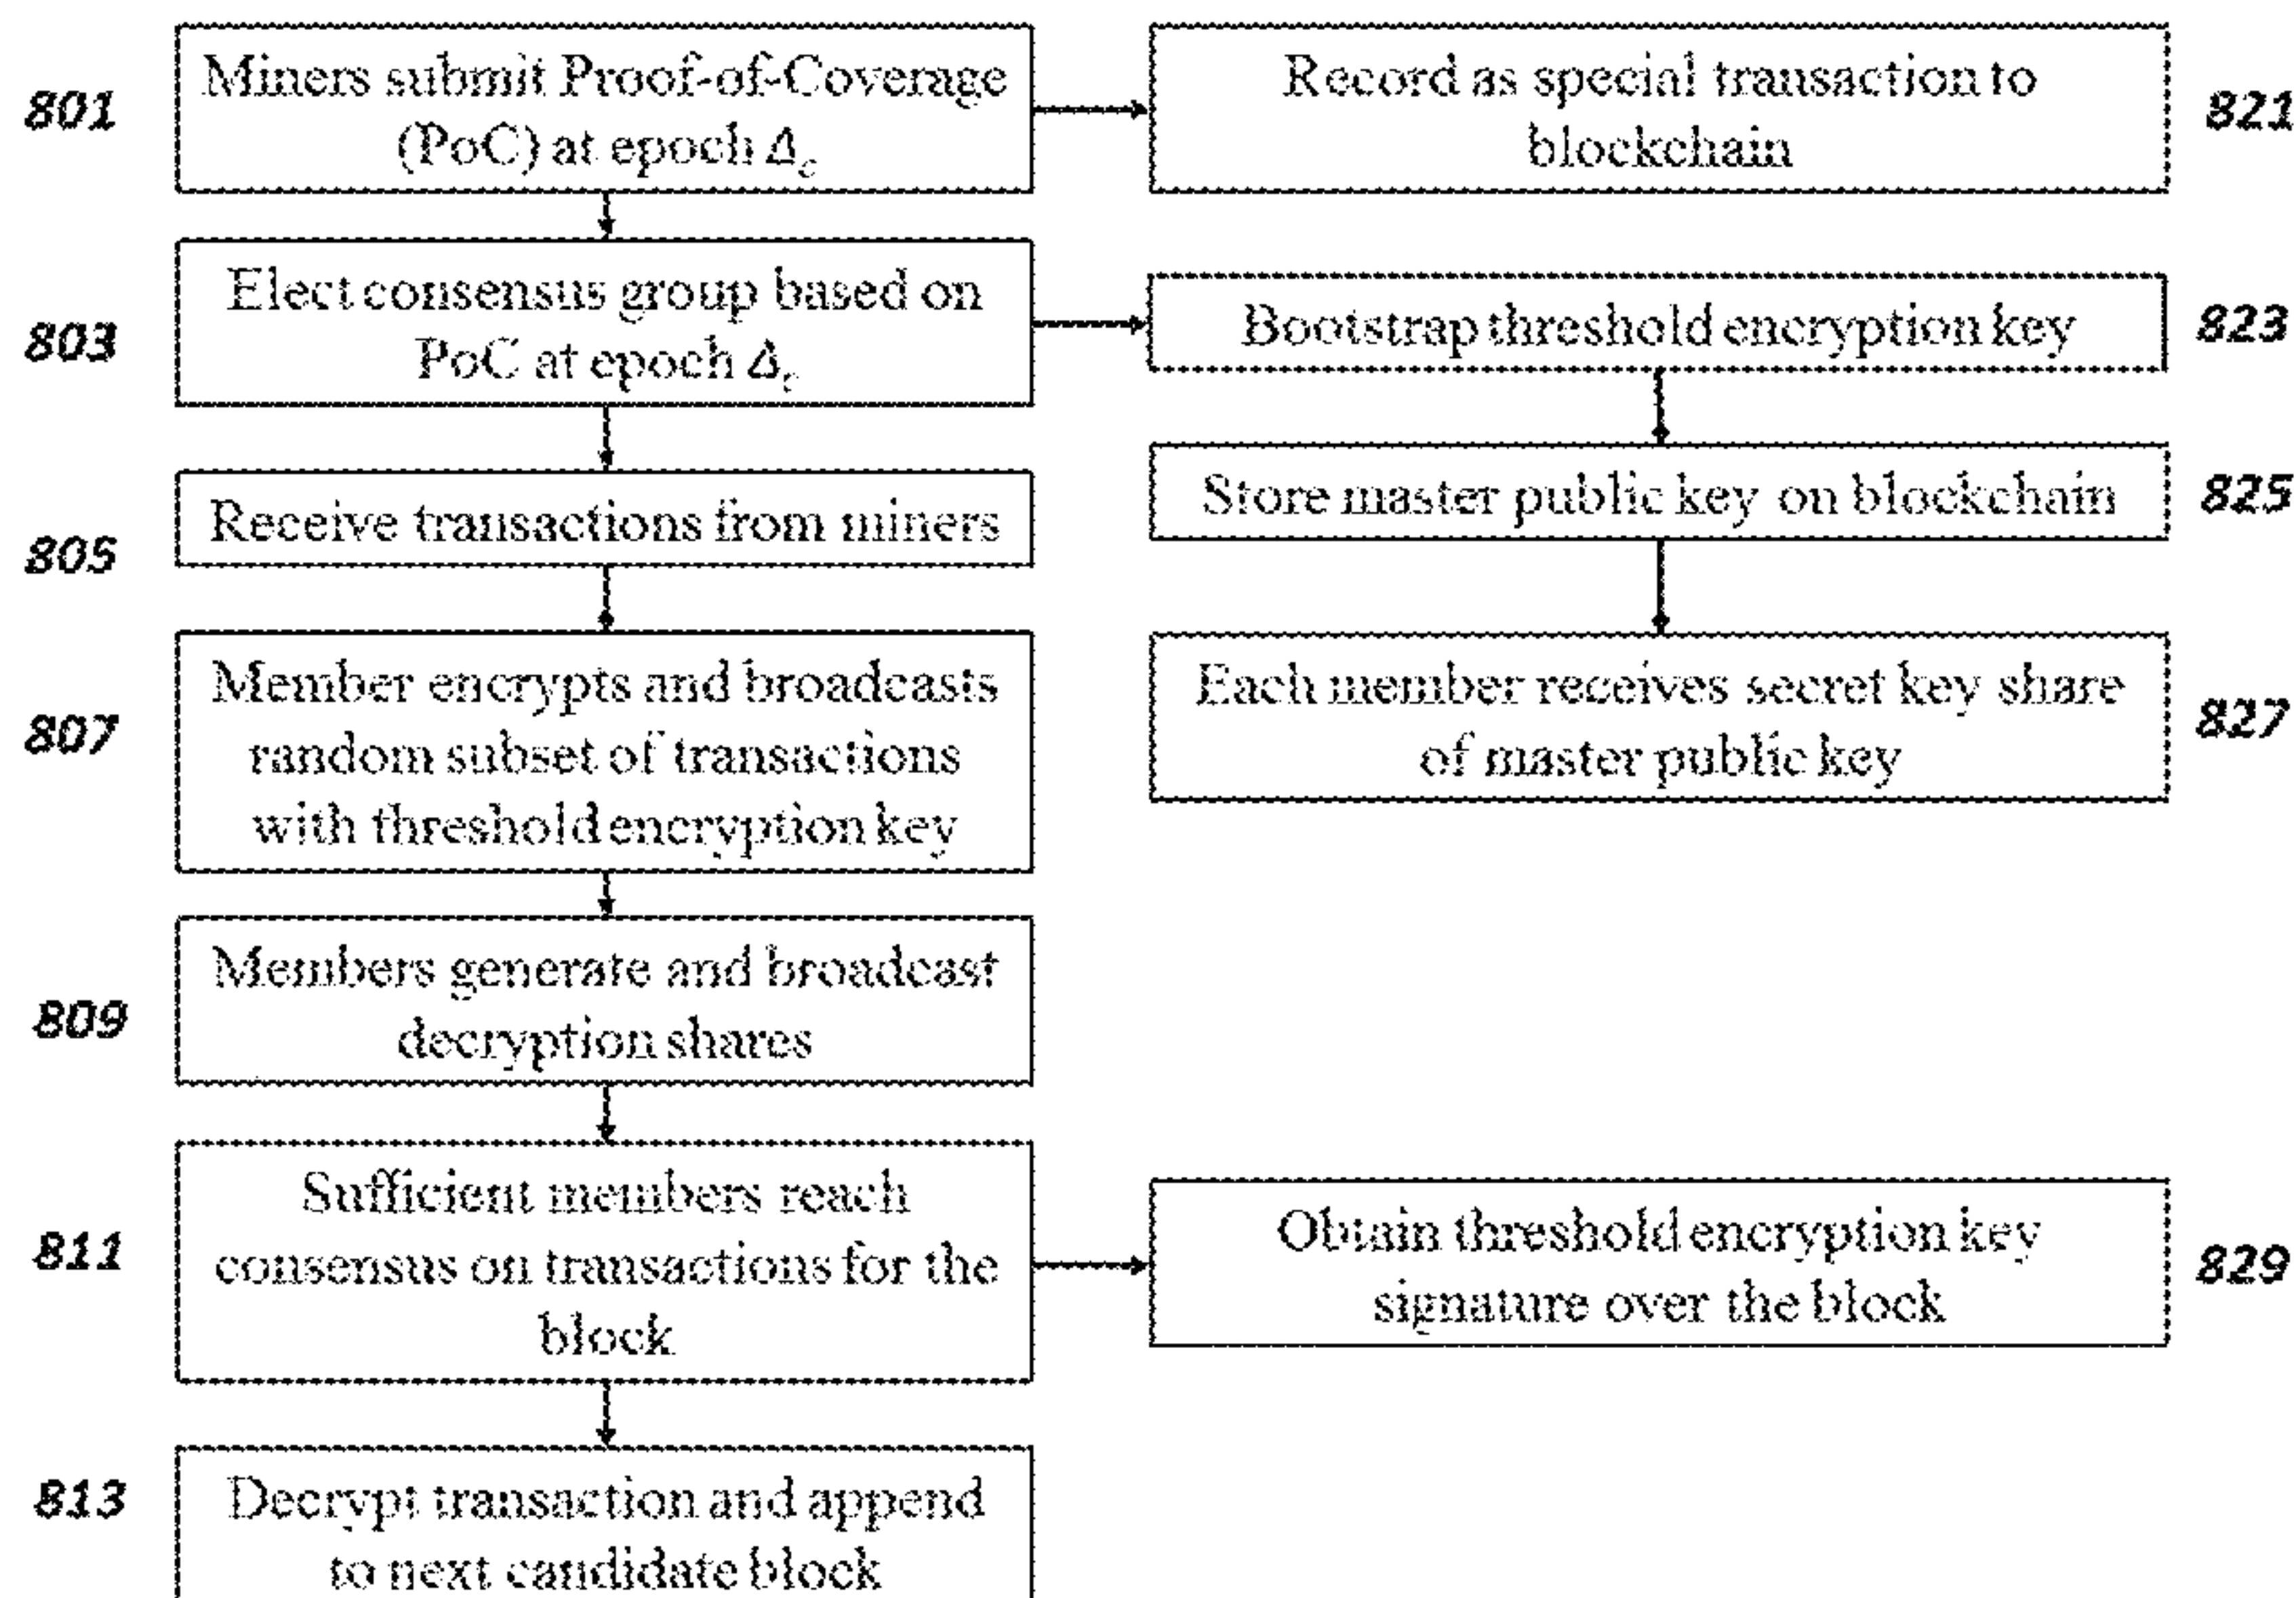 801
Miners submit Proof-of-Coverage
(PoC) at epoch Δc
Record as special transaction to
blockchain
821
803
Elect consensus group based on
PoC at epoch Δc
Bootstrap threshold encryption key
823
805
Receive transactions from miners
Store master public key on blockchain
825
807
Member encrypts and broadcasts
random subset of transactions
with threshold encryption key
Each member receives secret key share
of master public key
827
809
Members generate and broadcast
decryption shares
811
Sufficient members reach
consensus on transactions for the
block
Obtain threshold encryption key
signature over the block
829
813
Decrypt transaction and append
to next candidate block